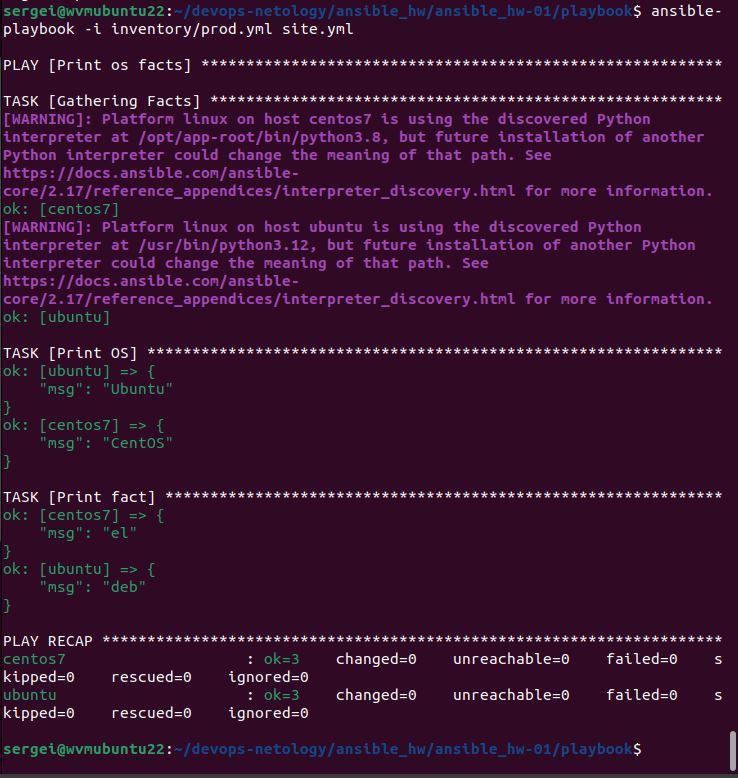 sergei@wvmubuntu22:~/devops-netology/ansible_hw/ansible_hw-01/playbook$ ansible-
playbook -i inventory/prod.yml site.yml
PLAY [Print os facts] **********************************************************
TASK [Gathering Facts] *********************************************************
[WARNING]: Platform linux on host centos7 is using the discovered Python
interpreter at /opt/app-root/bin/python3.8, but future installation of another
Python interpreter could change the meaning of that path. See
https://docs.ansible.com/ansible-
core/2.17/reference_appendices/interpreter_discovery.html for more information.
ok: [centos7]
[WARNING]: Platform linux on host ubuntu is using the discovered Python
interpreter at /usr/bin/python3.12, but future installation of another Python
interpreter could change the meaning of that path. See
https://docs.ansible.com/ansible-
core/2.17/reference_appendices/interpreter_discovery.html for more information.
ok: [ubuntu]
TASK [Print OS] ****************************************************************
ok: [ubuntu] => {
    "msg": "Ubuntu"
}
ok: [centos7] => {
    "msg": "CentOS"
}
TASK [Print fact] **************************************************************
ok: [centos7] => {
    "msg": "el"
}
ok: [ubuntu] => {
    "msg": "deb"
}
PLAY RECAP *********************************************************************
centos7                    : ok=3    changed=0    unreachable=0    failed=0    s
kipped=0    rescued=0    ignored=0
ubuntu                     : ok=3    changed=0    unreachable=0    failed=0    s
kipped=0    rescued=0    ignored=0
sergei@wvmubuntu22:~/devops-netology/ansible_hw/ansible_hw-01/playbook$